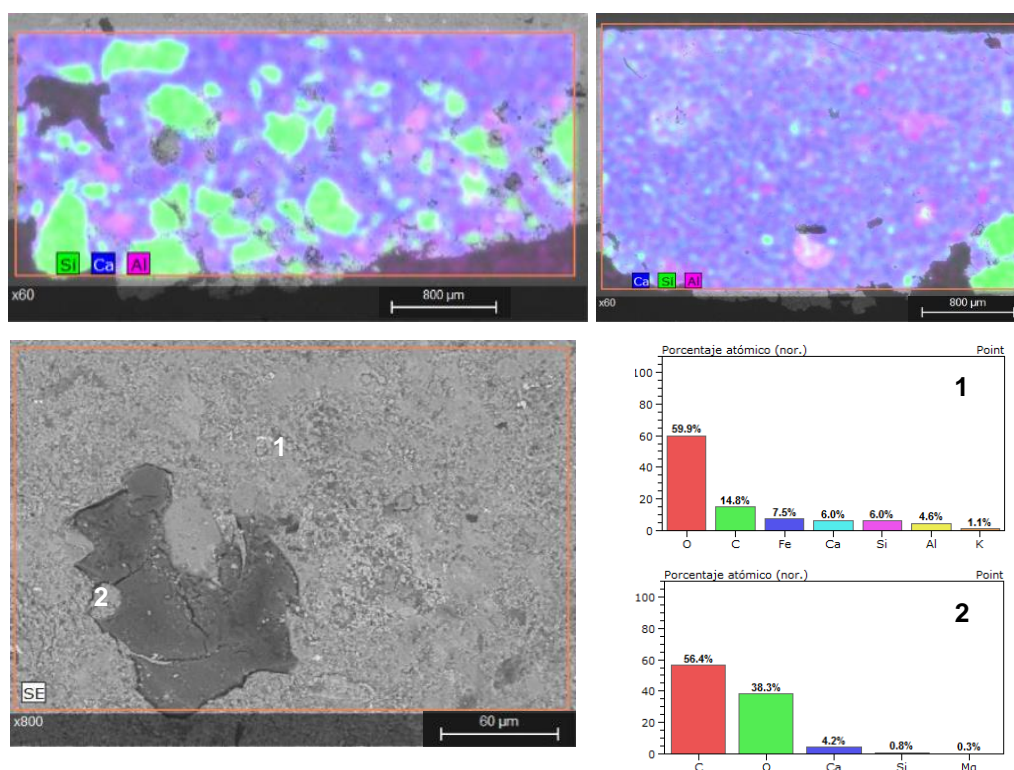 Si Ca Al
x60
800 µm
Ca Si Al
x60
800 µm
1
2
SE
x800
60 µm
Porcentaje atómico (nor.) Point
1
100
80
60
40
20
0
59.9%
14.8%
7.5%
6.0%
6.0%
4.6%
1.1%
O C Fe Ca Si Al K
Porcentaje atómico (nor.) Point
2
100
80
60
40
20
0
56.4%
38.3%
4.2%
0.8%
0.3%
C O Ca Si Mg